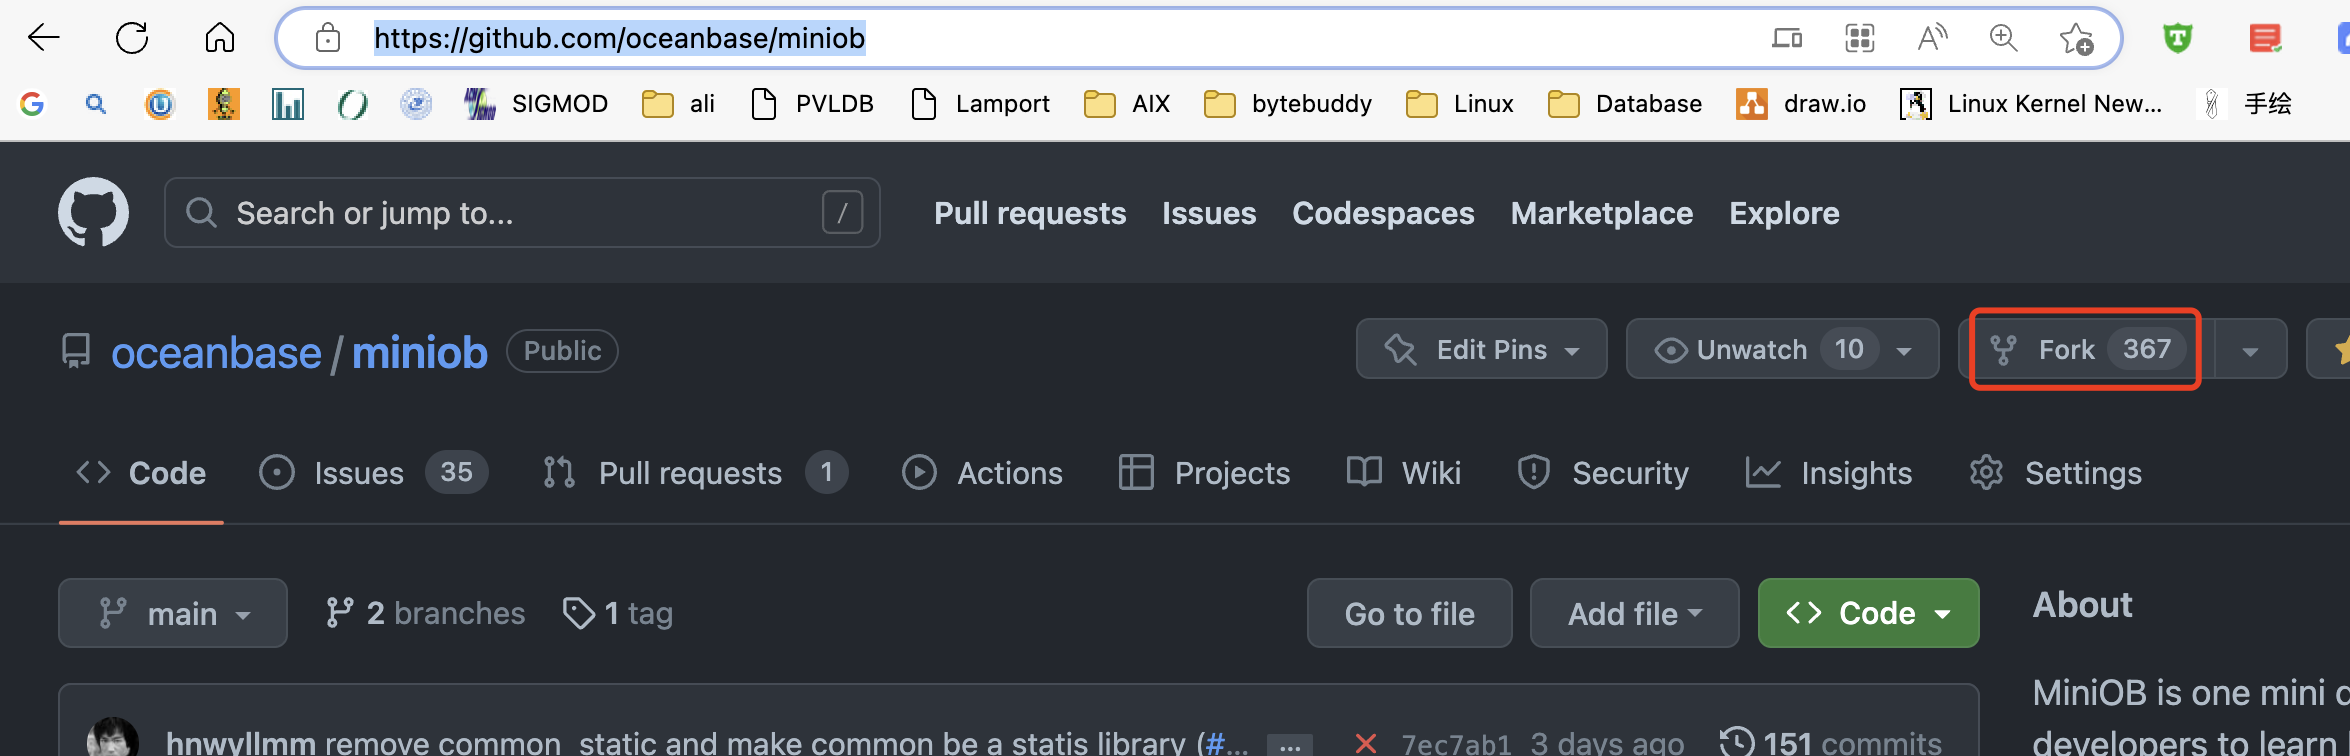 https://github.com/oceanbase/miniob
SIGMOD ali PVLDB Lamport AIX bytebuddy Linux Database draw.io Linux Kernel New... 手绘
Search or jump to... / Pull requests Issues Codespaces Marketplace Explore
oceanbase / miniob Public Edit Pins Unwatch 10 Fork 367
Code Issues 35 Pull requests 1 Actions Projects Wiki Security Insights Settings
main 2 branches 1 tag Go to file Add file Code About
MiniOB is one mini
hnwyllmm remove common_static and make common be a statis library (#... ... 7ec7ab1 3 days ago 151 commits developers to learn